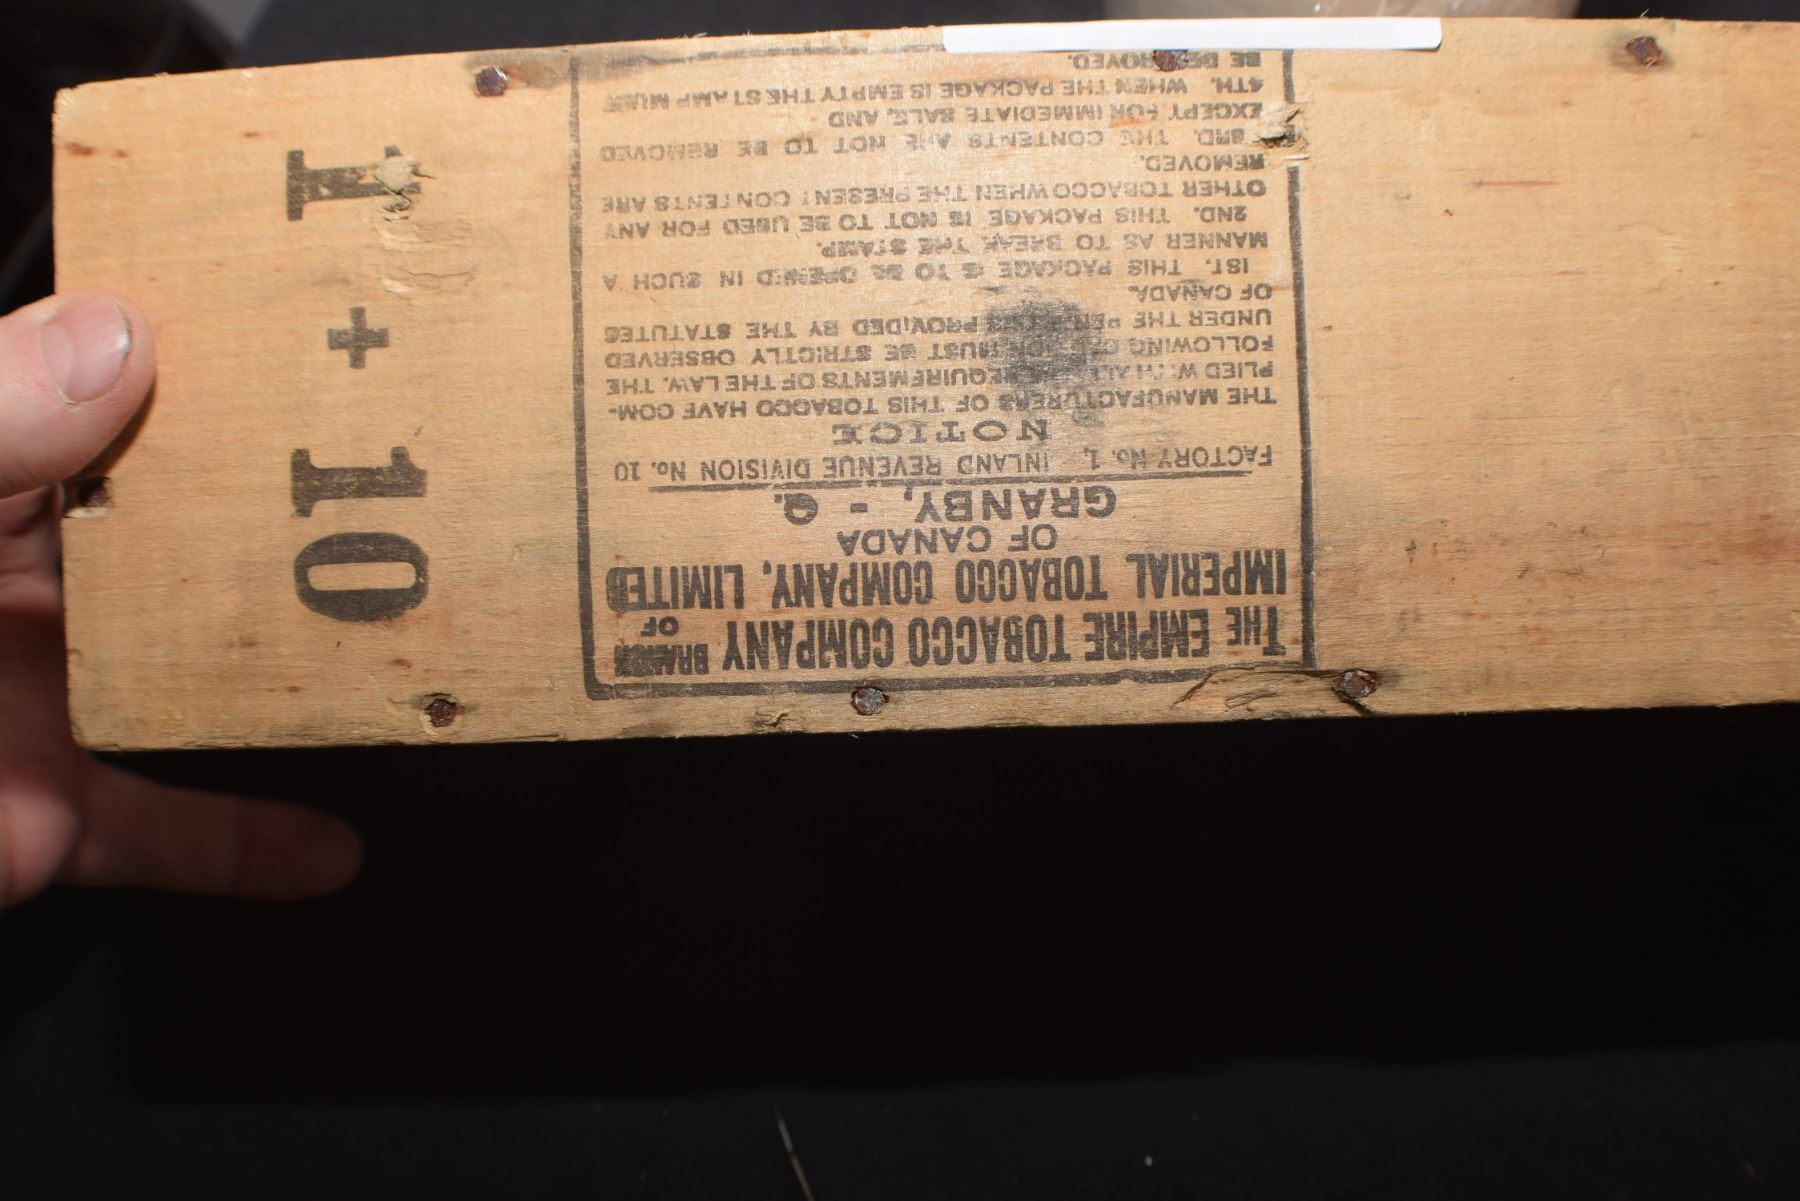 THE EMPIRE TOBACCO COMPANY, BRANCH OF
IMPERIAL TOBACCO COMPANY, LIMITED
OF CANADA
GRANBY, - Q.
FACTORY No. 1, INLAND REVENUE DIVISION No. 10
NOTICE
THE MANUFACTURERS OF THIS TOBACCO HAVE COM-
PLIED WITH ALL REQUIREMENTS OF THE LAW. THE
FOLLOWING MUST BE STRICTLY OBSERVED
UNDER THE PROVIDED BY THE STATUTES
OF CANADA.
1ST. THIS PACKAGE IS TO BE OPENED IN SUCH A
MANNER AS TO BREAK THE STAMP.
2ND. THIS PACKAGE IS NOT TO BE USED FOR ANY
OTHER TOBACCO WHEN THE PRESENT CONTENTS ARE
REMOVED.
3RD. THE CONTENTS ARE NOT TO BE REMOVED
EXCEPT FOR IMMEDIATE SALE, AND -
4TH. WHEN THE PACKAGE IS EMPTY THE STAMP MUST
BE DESTROYED.
10 + 1